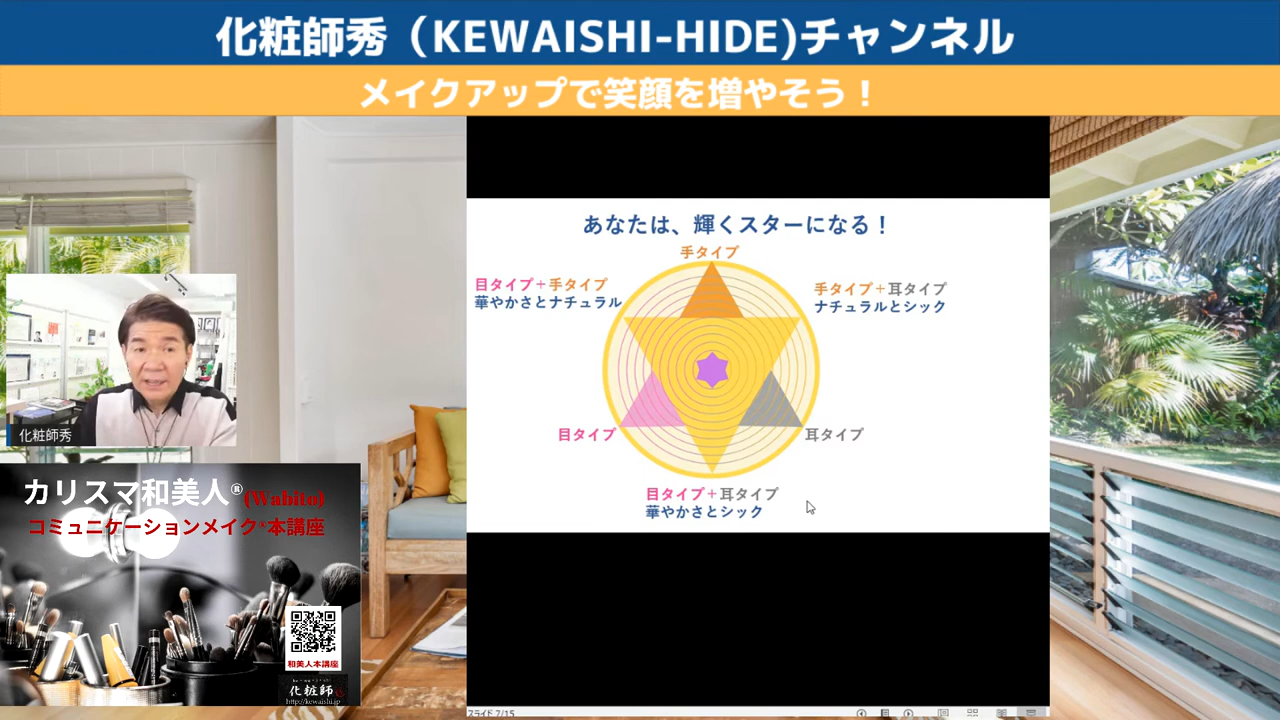 化粧師秀（KEWAISHI-HIDE)チャンネル
メイクアップで笑顔を増やそう！
あなたは、輝くスターになる！
手タイプ
目タイプ＋手タイプ
華やかさとナチュラル
手タイプ＋耳タイプ
ナチュラルとシック
目タイプ
耳タイプ
目タイプ＋耳タイプ
華やかさとシック
化粧師秀
カリスマ和美人®(Wabito)
コミュニケーションメイク®本講座
和美人本講座
化粧師
http://kewaishi.jp
スライド 7/15